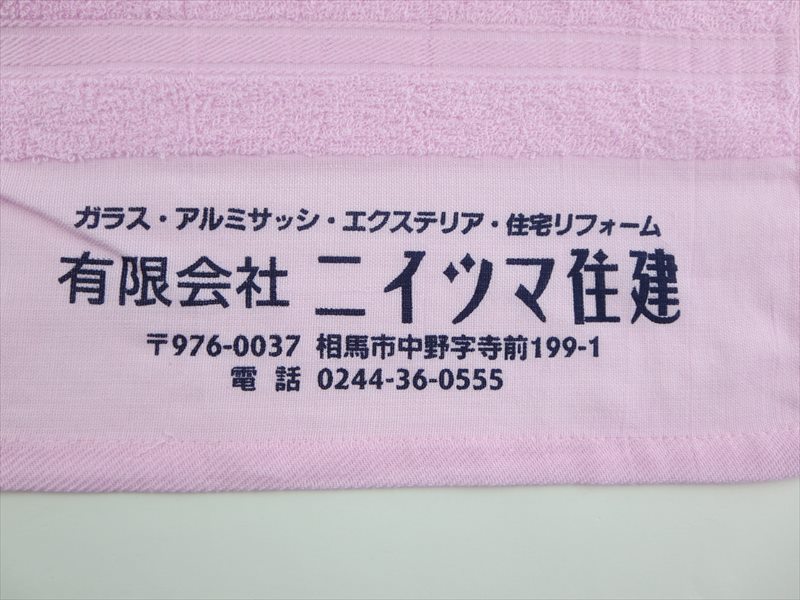 ガラス・アルミサッシ・エクステリア・住宅リフォーム
有限会社 ニイツマ住建
〒976-0037 相馬市中野字寺前199-1
電話 0244-36-0555